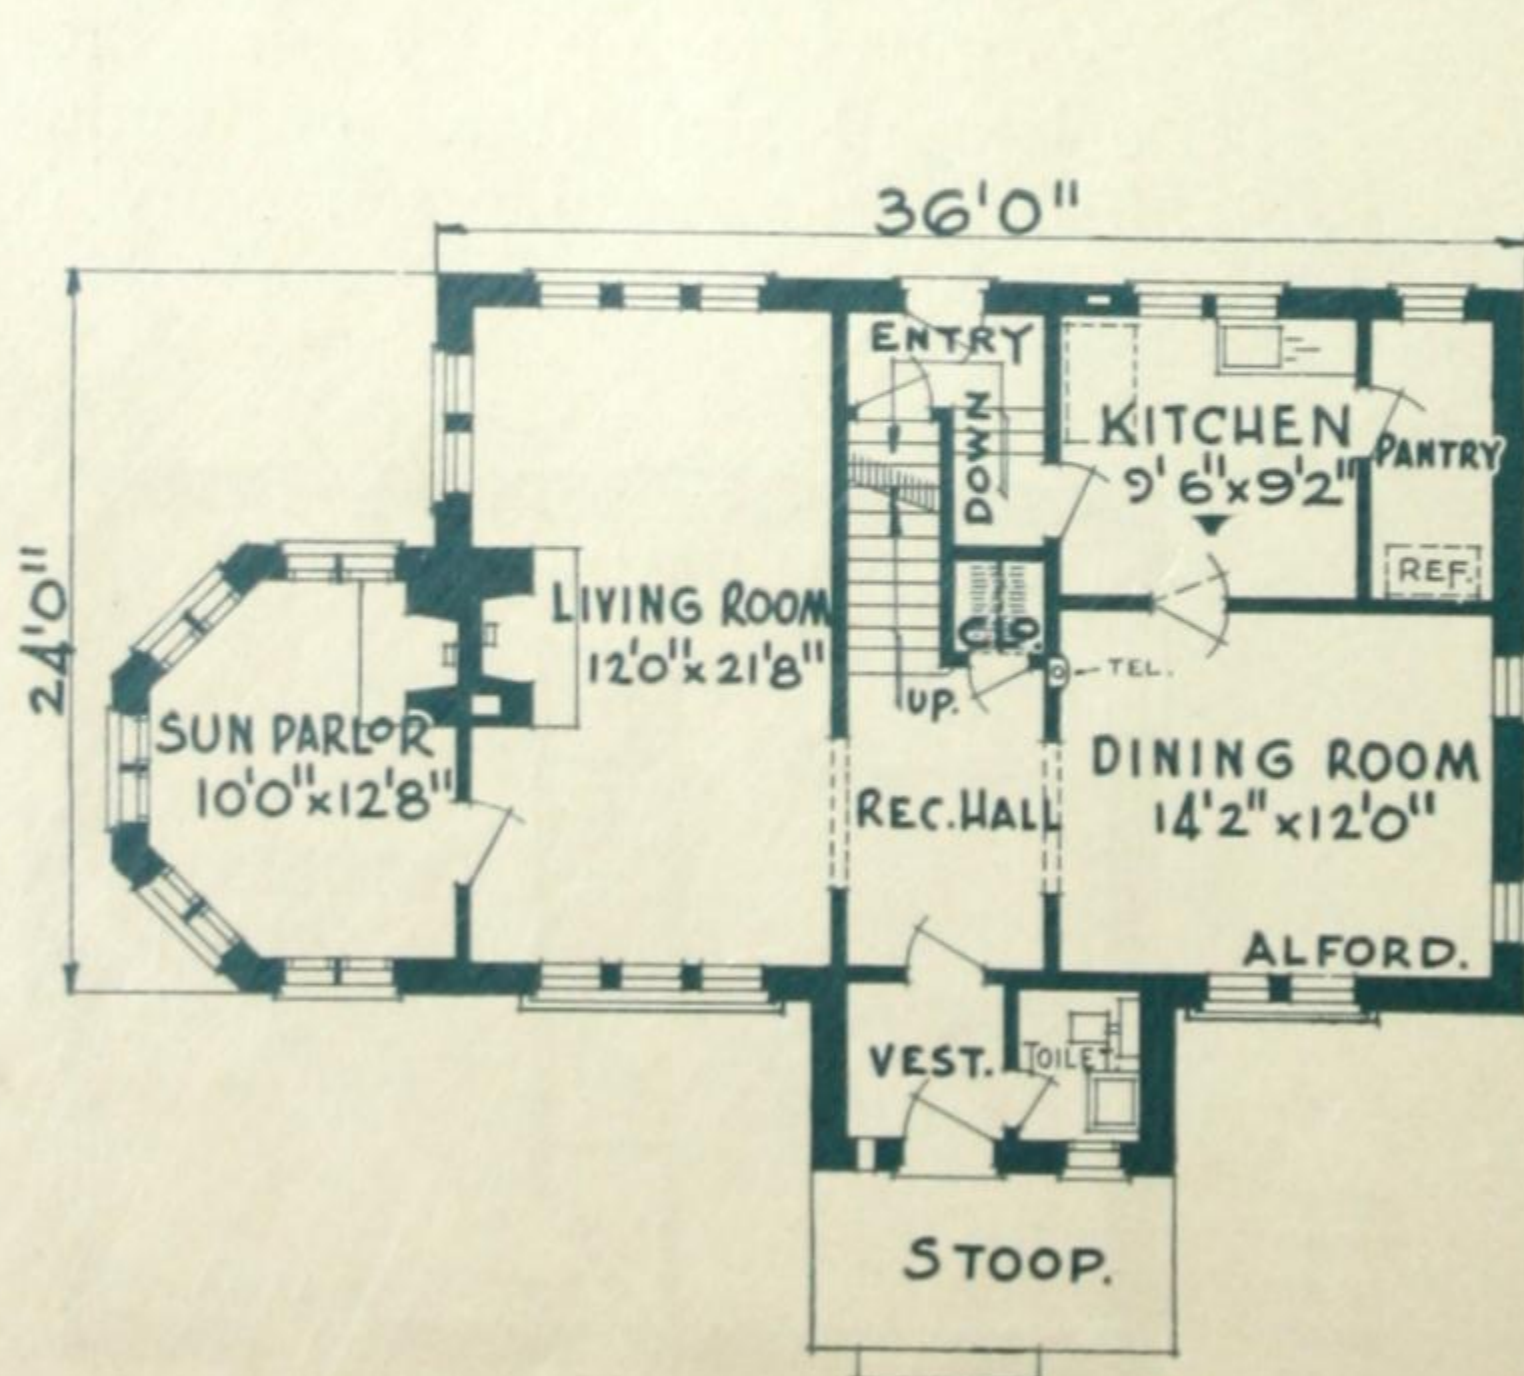 36'0"
24'0"
ENTRY
DOWN
KITCHEN
9'6"x9'2"
PANTRY
REF.
LIVING ROOM
12'0"x21'8"
CLO.
TEL.
UP.
SUN PARLOR
10'0"x12'8"
REC. HALL
DINING ROOM
14'2"x12'0"
ALFORD.
VEST.
TOILET.
STOOP.